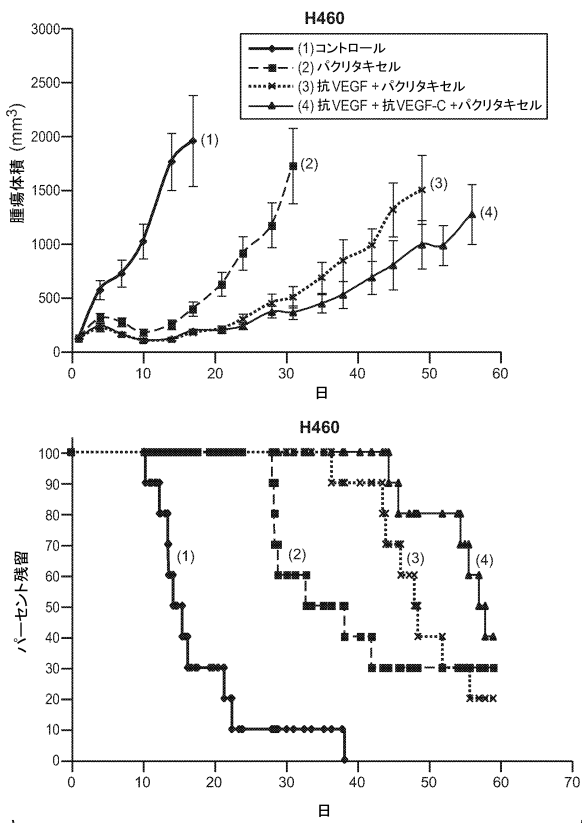 H460
3000
2500
2000
1500
1000
500
0
腫瘍体積 (mm3)
(1) コントロール
(2) パクリタキセル
(3) 抗VEGF + パクリタキセル
(4) 抗VEGF + 抗VEGF-C + パクリタキセル
(1)
(2)
(3)
(4)
0 10 20 30 40 50 60
日
H460
100
90
80
70
60
50
40
30
20
10
0
パーセント残留
(1)
(2)
(3)
(4)
0 10 20 30 40 50 60 70
日